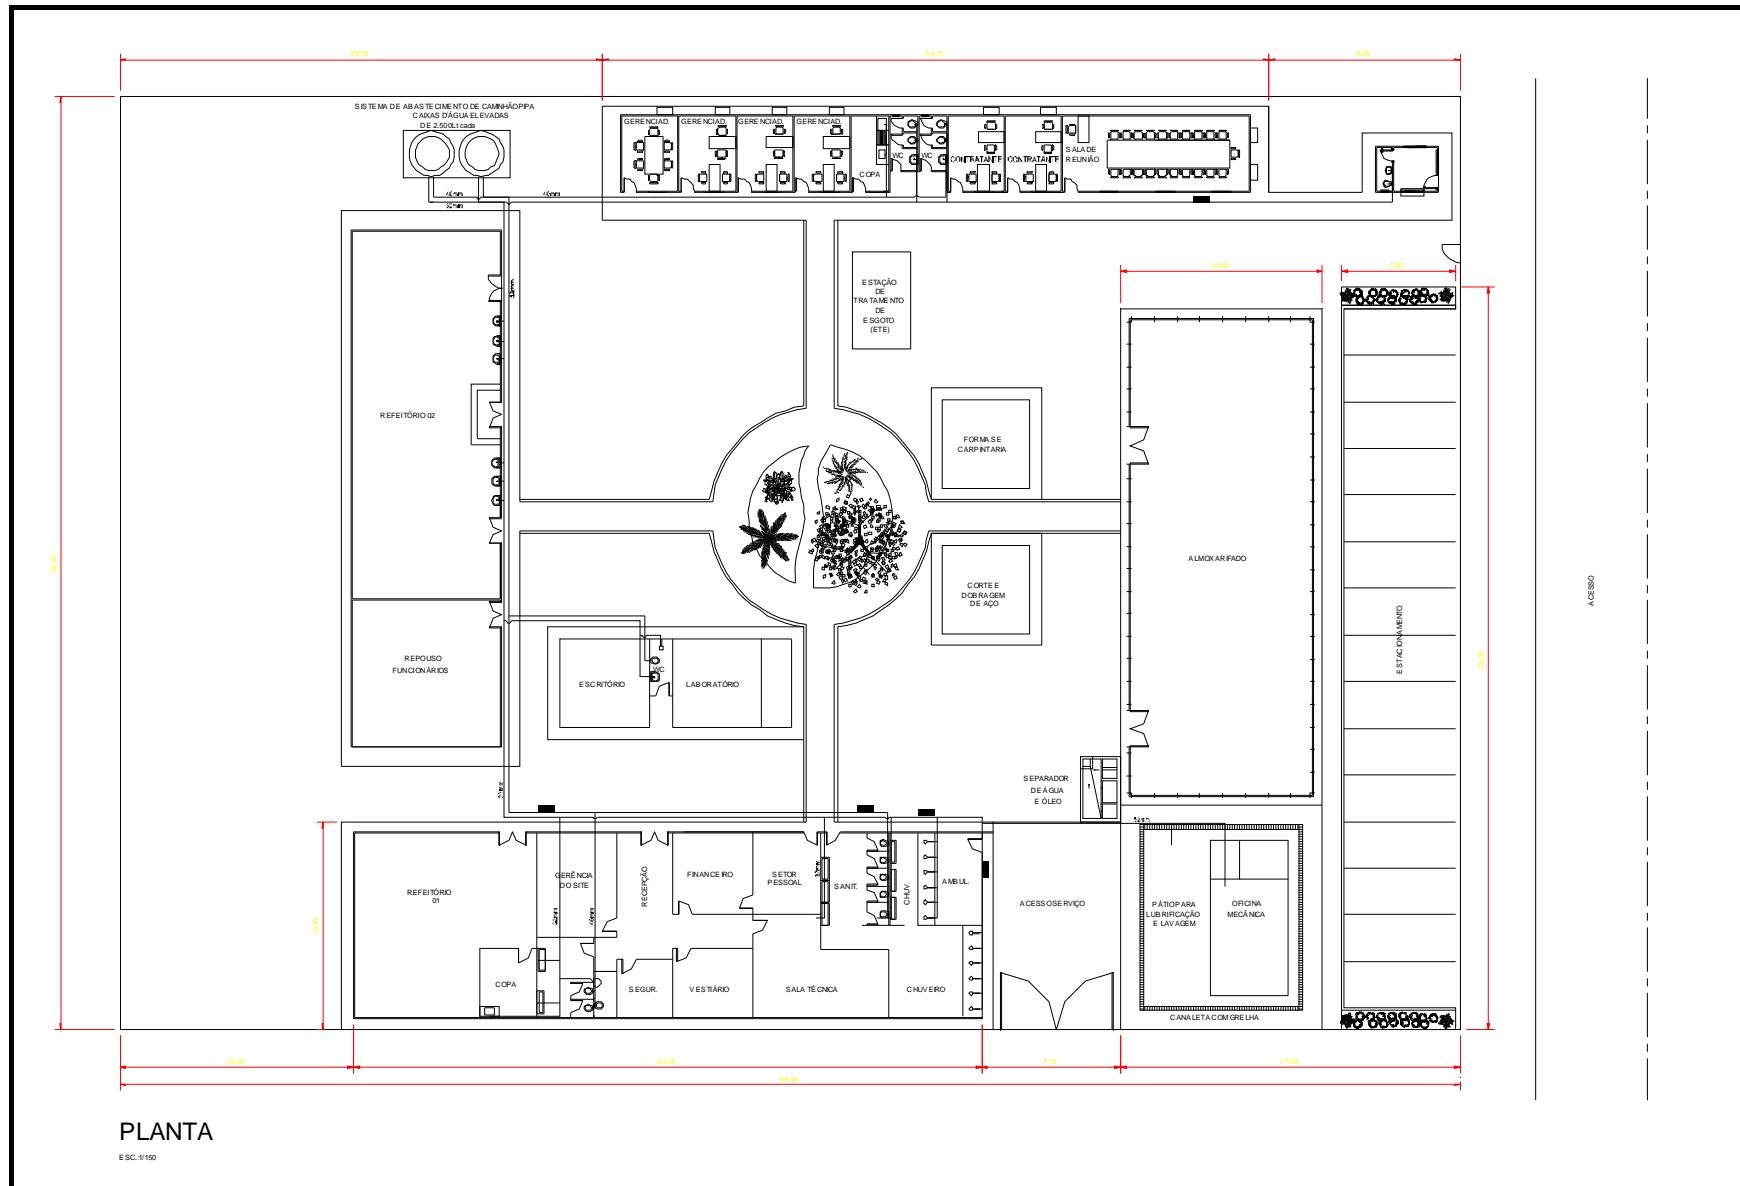 SISTEMA DE ABASTECIMENTO DE CAMINHÃO PIPA
CAIXAS D'ÁGUA ELEVADAS
DE 2.500Lt cada
GERENCIAD.
GERENCIAD.
GERENCIAD.
GERENCIAD.
COPA
WC
WC
CONTRATANTE
CONTRATANTE
SALA DE
REUNIÃO
ESTAÇÃO
DE
TRATAMENTO
DE
ESGOTO
(ETE)
REFEITÓRIO 02
FORMAS E
CARPINTARIA
ALMOXARIFADO
CORTE E
DOBRAGEM
DE AÇO
ESTACIONAMENTO
ACESSO
REPOUSO
FUNCIONÁRIOS
ESCRITÓRIO
WC
LABORATÓRIO
SEPARADOR
DE ÁGUA
E ÓLEO
REFEITÓRIO
01
GERÊNCIA
DO SITE
RECEPÇÃO
FINANCEIRO
SETOR
PESSOAL
SANIT.
CHUV.
AMBUL.
ACESSO SERVIÇO
PÁTIO PARA
LUBRIFICAÇÃO
E LAVAGEM
OFICINA
MECÂNICA
COPA
SEGUR.
VESTIÁRIO
SALA TÉCNICA
CHUVEIRO
CANALETA COM GRELHA
PLANTA
ESC.:1/150